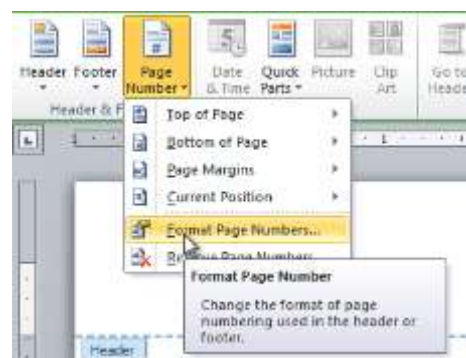 Header Footer Page Number Date & Time Quick Parts Picture Clip Art Go to
Header & F
Top of Page
Bottom of Page
Page Margins
Current Position
Format Page Numbers...
Page Numbers
Format Page Number
Change the format of page
numbering used in the header or
footer.
Header